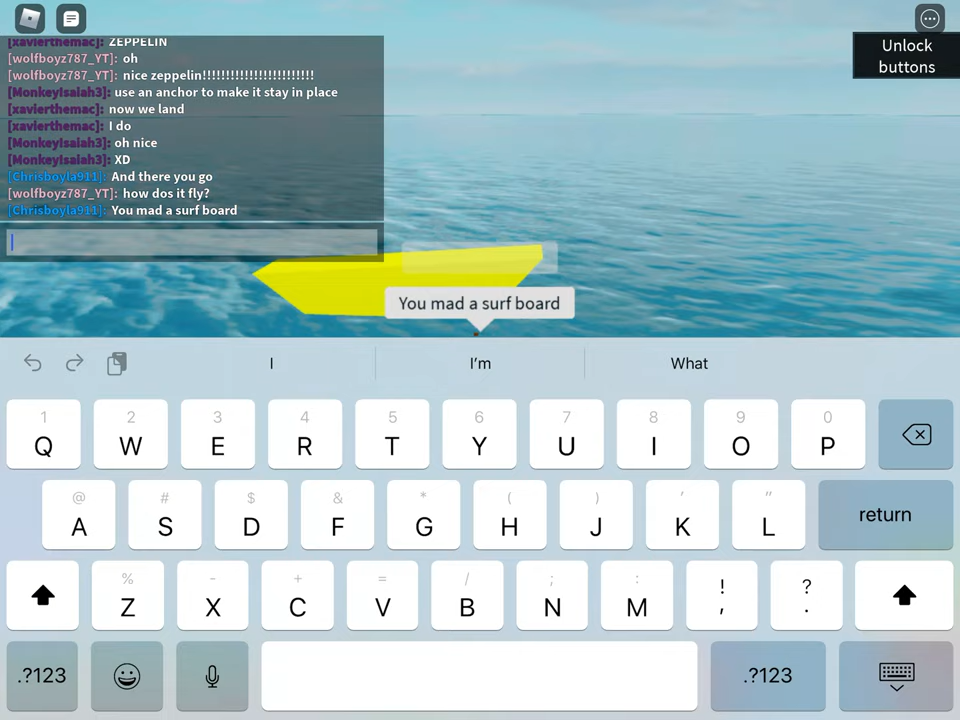 [xavierthemac]: ZEPPELIN
[wolfboyz787_YT]: oh
[wolfboyz787_YT]: nice zeppelin!!!!!!!!!!!!!!!!!!!!!!!!
[MonkeyIsaiah3]: use an anchor to make it stay in place
[xavierthemac]: now we land
[xavierthemac]: I do
[MonkeyIsaiah3]: oh nice
[MonkeyIsaiah3]: XD
[Chrisboyla911]: And there you go
[wolfboyz787_YT]: how dos it fly?
[Chrisboyla911]: You mad a surf board
Unlock
buttons
You mad a surf board
I I'm What
1 2 3 4 5 6 7 8 9 0
Q W E R T Y U I O P
@ # $ & * ( ) ' "
A S D F G H J K L return
% - + = / ; : ! ?
Z X C V B N M , .
.?123 .?123